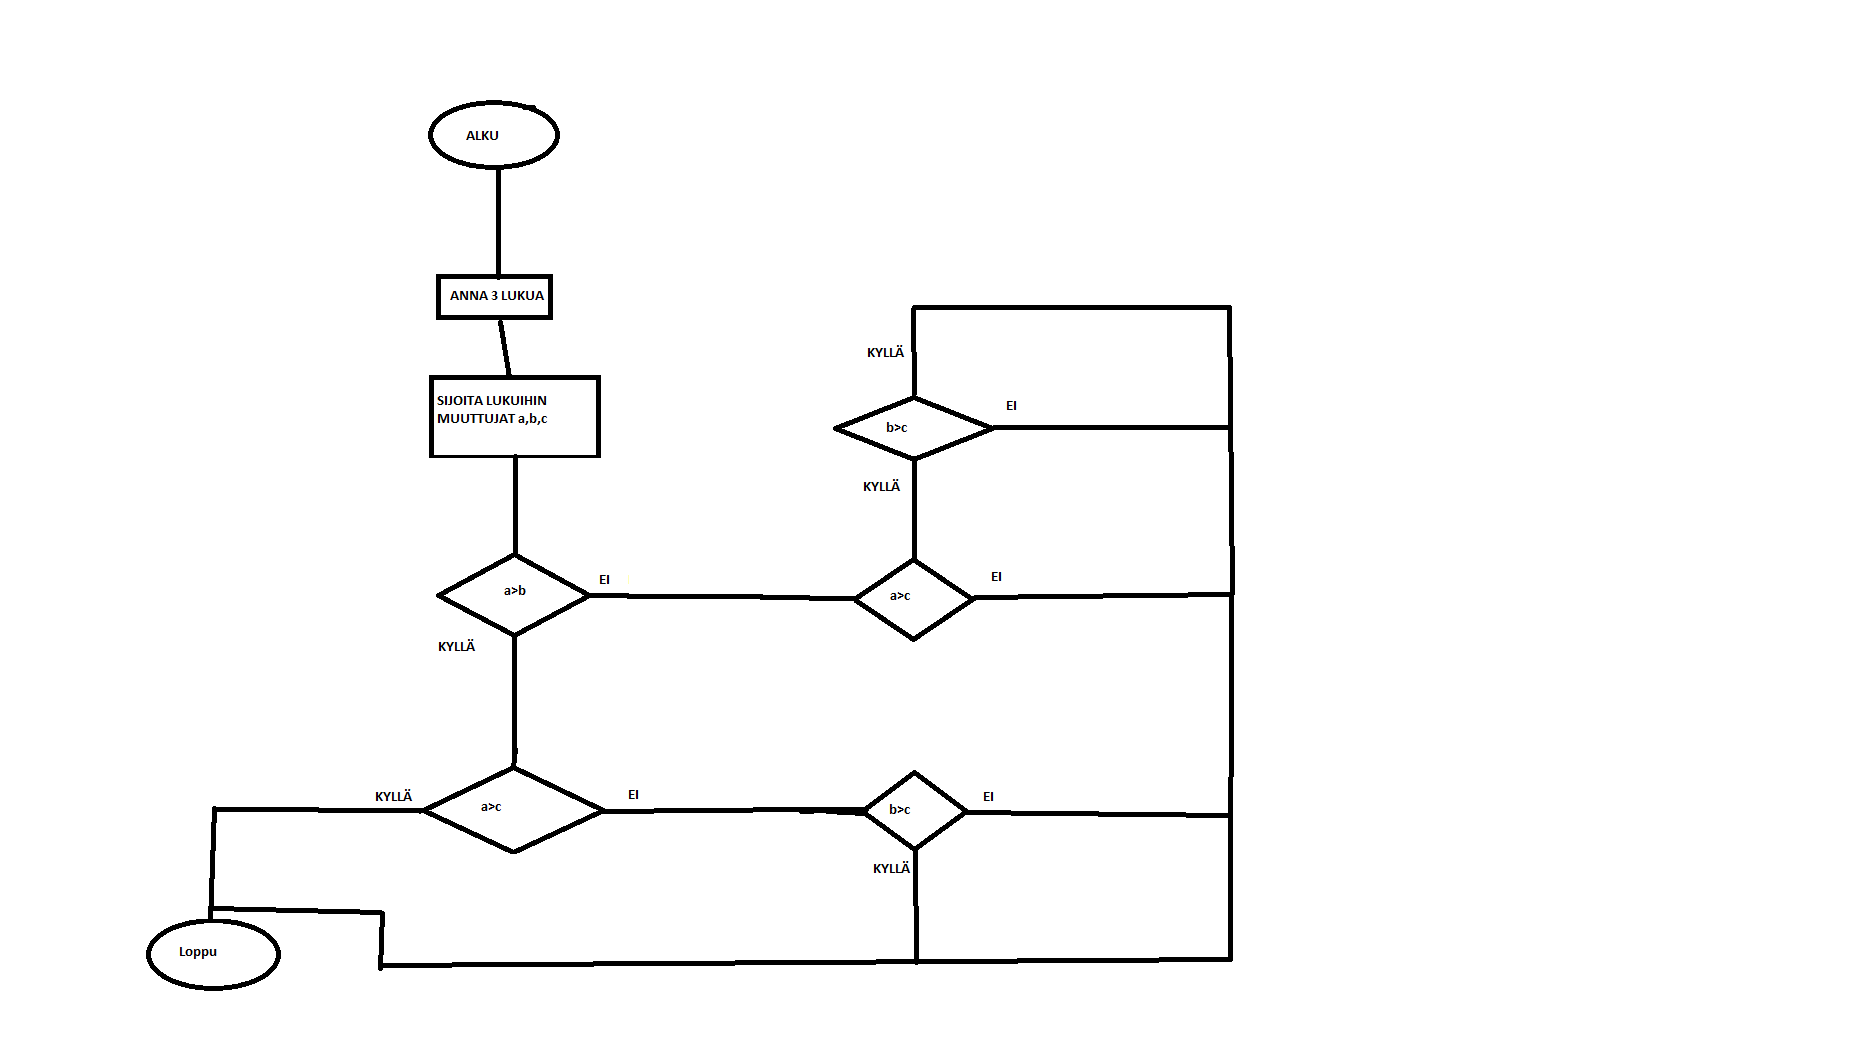 ALKU
ANNA 3 LUKUA
SIJOITA LUKUIHIN
MUUTTUJAT a,b,c
KYLLÄ
EI
b>c
KYLLÄ
a>b
EI
a>c
EI
KYLLÄ
KYLLÄ
a>c
EI
b>c
EI
KYLLÄ
Loppu